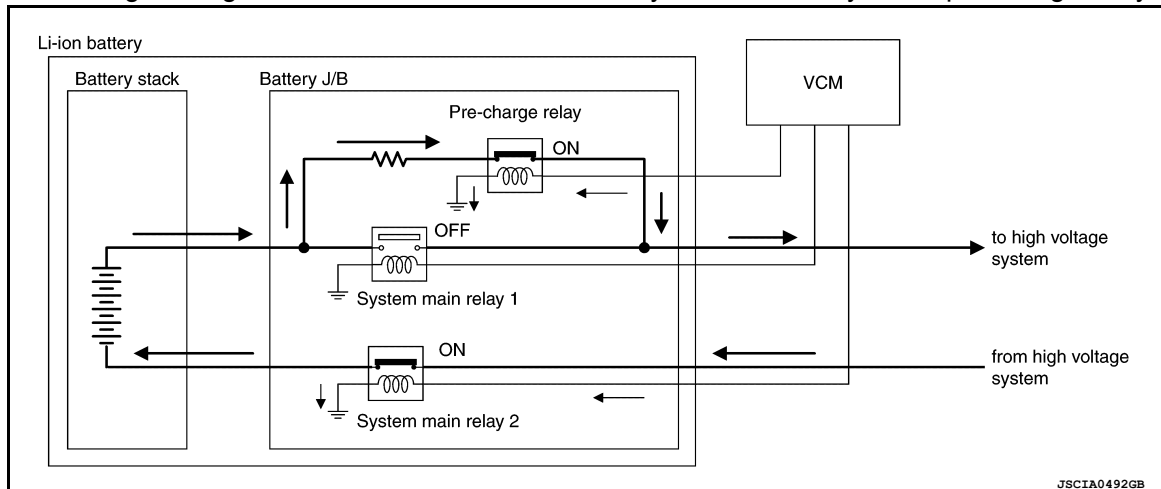 Li-ion battery
Battery stack
Battery J/B
VCM
Pre-charge relay
ON
OFF
to high voltage
system
System main relay 1
ON
from high voltage
system
System main relay 2
JSCIA0492GB